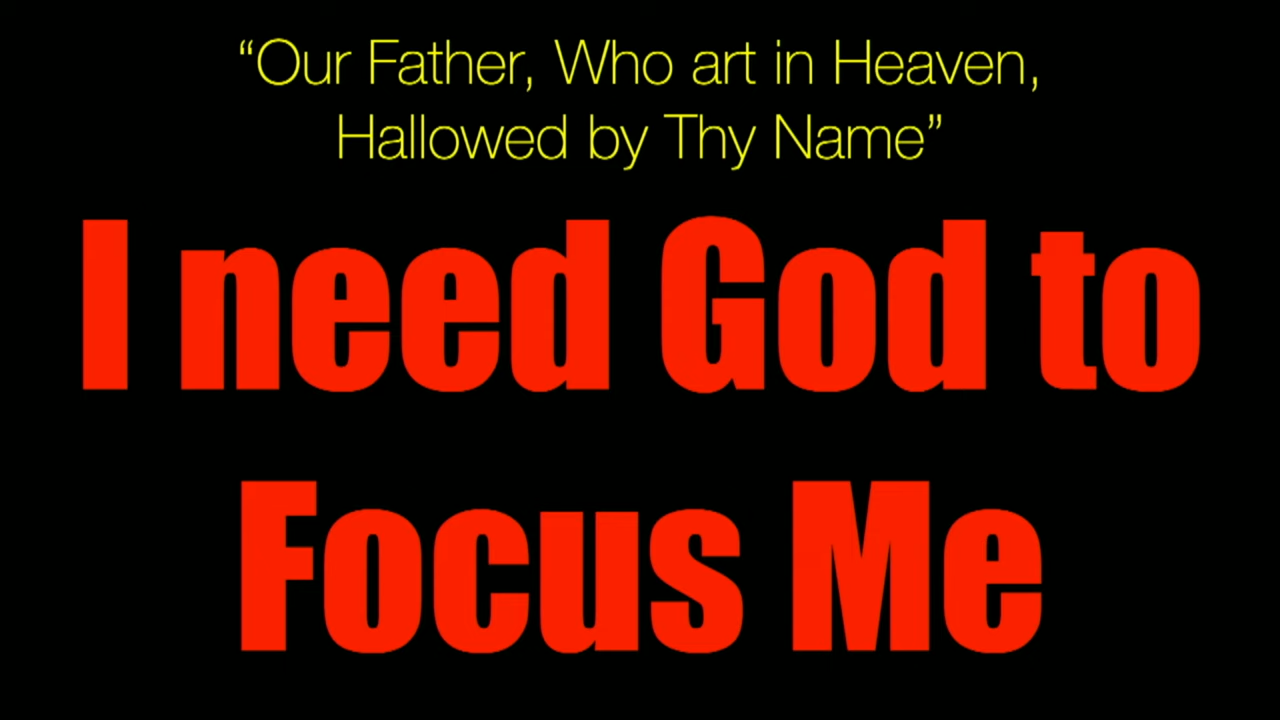 “Our Father, Who art in Heaven,
Hallowed by Thy Name”
I need God to
Focus Me